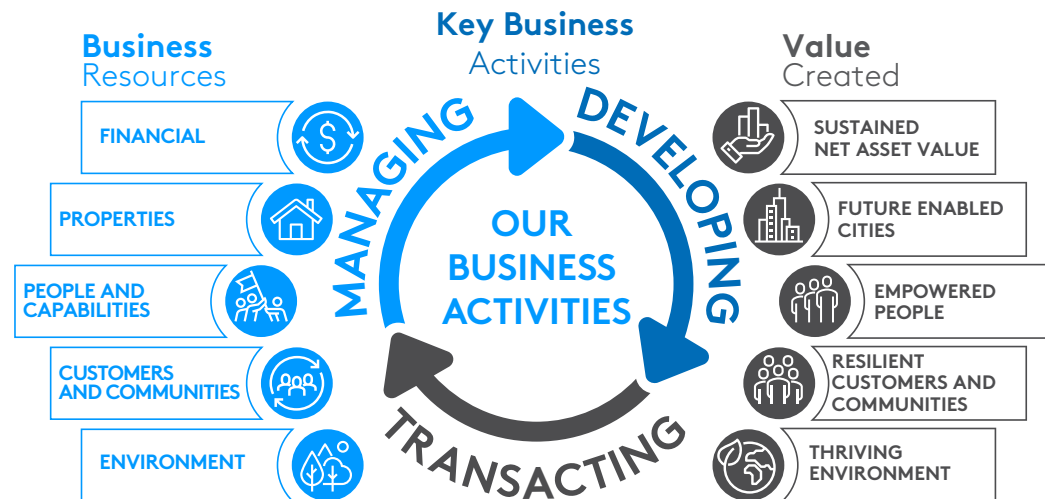 Business
Resources
FINANCIAL
PROPERTIES
PEOPLE AND
CAPABILITIES
CUSTOMERS
AND COMMUNITIES
ENVIRONMENT
Key Business
Activities
MANAGING
DEVELOPING
TRANSACTING
OUR
BUSINESS
ACTIVITIES
Value
Created
SUSTAINED
NET ASSET VALUE
FUTURE ENABLED
CITIES
EMPOWERED
PEOPLE
RESILIENT
CUSTOMERS AND
COMMUNITIES
THRIVING
ENVIRONMENT